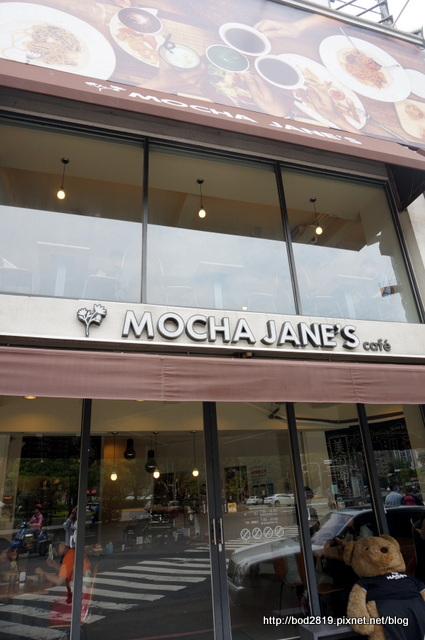 MOCHA JANE'S
MOCHA JANE'S café
http://bod2819.pixnet.net/blog